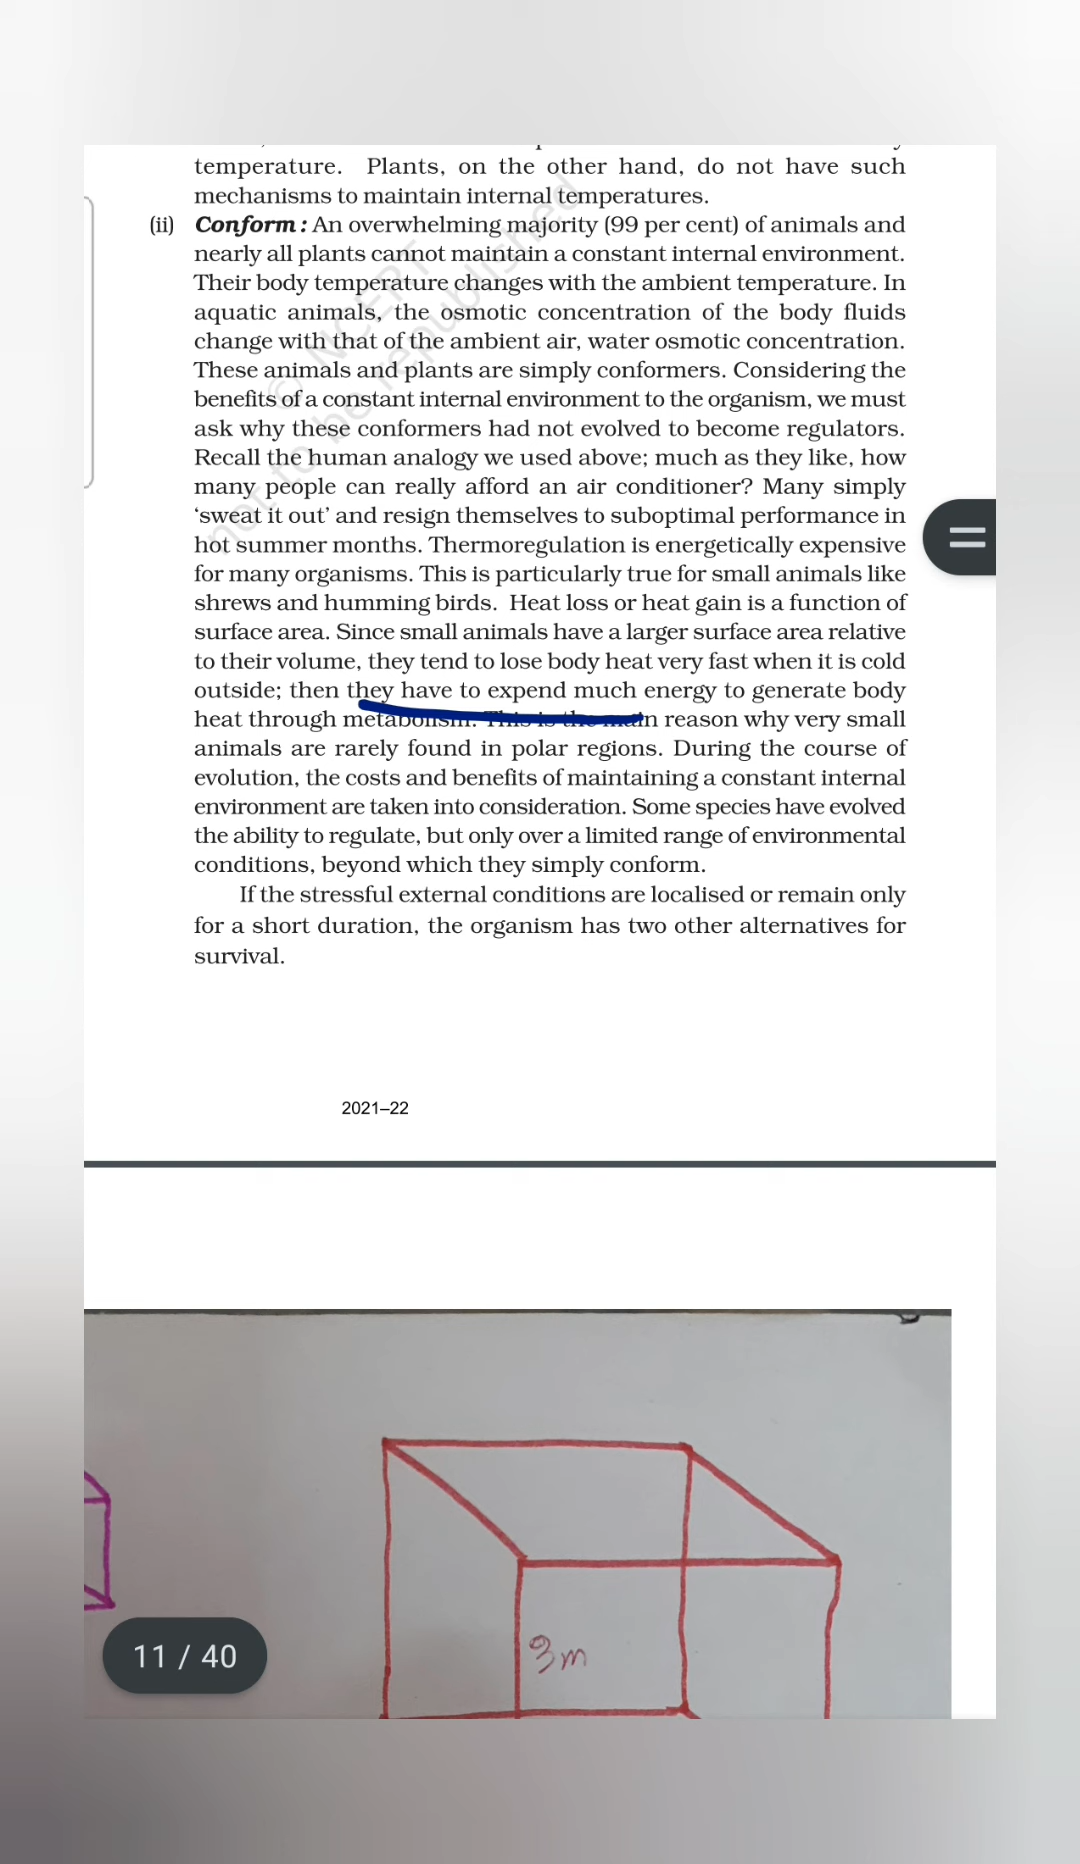 temperature. Plants, on the other hand, do not have such
mechanisms to maintain internal temperatures.
(ii) Conform : An overwhelming majority (99 per cent) of animals and
nearly all plants cannot maintain a constant internal environment.
Their body temperature changes with the ambient temperature. In
aquatic animals, the osmotic concentration of the body fluids
change with that of the ambient air, water osmotic concentration.
These animals and plants are simply conformers. Considering the
benefits of a constant internal environment to the organism, we must
ask why these conformers had not evolved to become regulators.
Recall the human analogy we used above; much as they like, how
many people can really afford an air conditioner? Many simply
‘sweat it out’ and resign themselves to suboptimal performance in
hot summer months. Thermoregulation is energetically expensive
for many organisms. This is particularly true for small animals like
shrews and humming birds. Heat loss or heat gain is a function of
surface area. Since small animals have a larger surface area relative
to their volume, they tend to lose body heat very fast when it is cold
outside; then they have to expend much energy to generate body
heat through metabolism. This is the main reason why very small
animals are rarely found in polar regions. During the course of
evolution, the costs and benefits of maintaining a constant internal
environment are taken into consideration. Some species have evolved
the ability to regulate, but only over a limited range of environmental
conditions, beyond which they simply conform.
If the stressful external conditions are localised or remain only
for a short duration, the organism has two other alternatives for
survival.
© NCERT
not to be republished
2021–22
3m
11 / 40